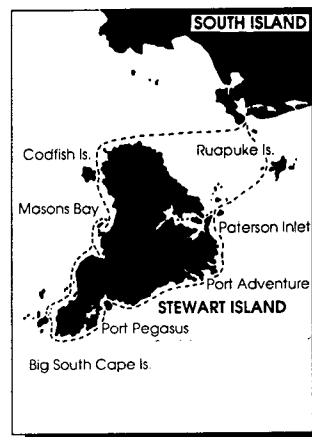 SOUTH ISLAND
Codfish Is.
Ruapuke Is.
Masons Bay
Paterson Inlet
Port Adventure
STEWART ISLAND
Port Pegasus
Big South Cape Is.